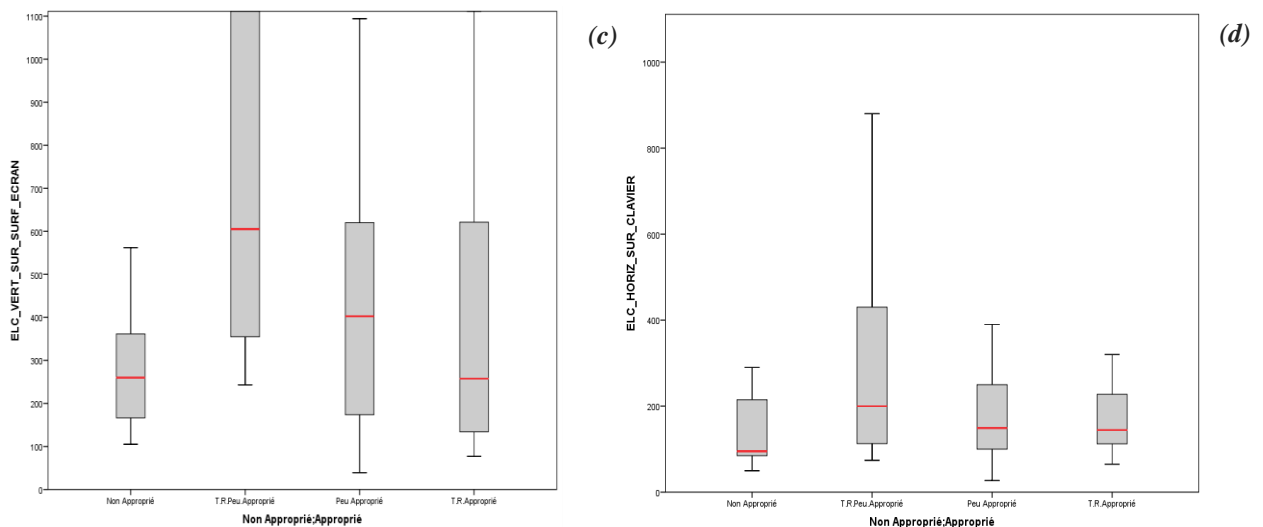 (c)
ELC_VERT_SUR_SURF_ECRAN
1100
1000
900
800
700
600
500
400
300
200
100
0
Non Approprié
T.R.Peu.Approprié
Peu Approprié
T.R.Approprié
Non Approprié;Approprié
(d)
ELC_HORIZ_SUR_CLAVIER
1000
800
600
400
200
0
Non Approprié
T.R.Peu.Approprié
Peu Approprié
T.R.Approprié
Non Approprié;Approprié